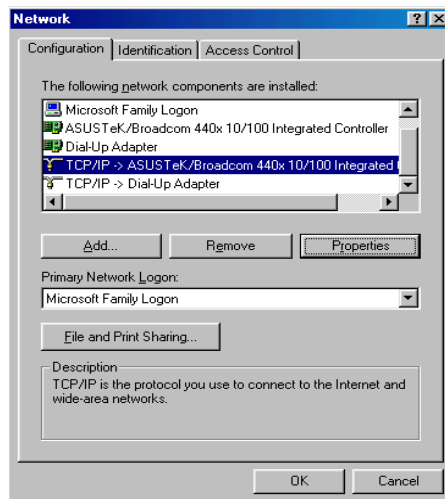 Network
Configuration Identification Access Control
The following network components are installed:
Microsoft Family Logon
ASUSTeK/Broadcom 440x 10/100 Integrated Controller
Dial-Up Adapter
TCP/IP -> ASUSTeK/Broadcom 440x 10/100 Integrated
TCP/IP -> Dial-Up Adapter
Add... Remove Properties
Primary Network Logon:
Microsoft Family Logon
File and Print Sharing...
Description
TCP/IP is the protocol you use to connect to the Internet and
wide-area networks.
OK Cancel